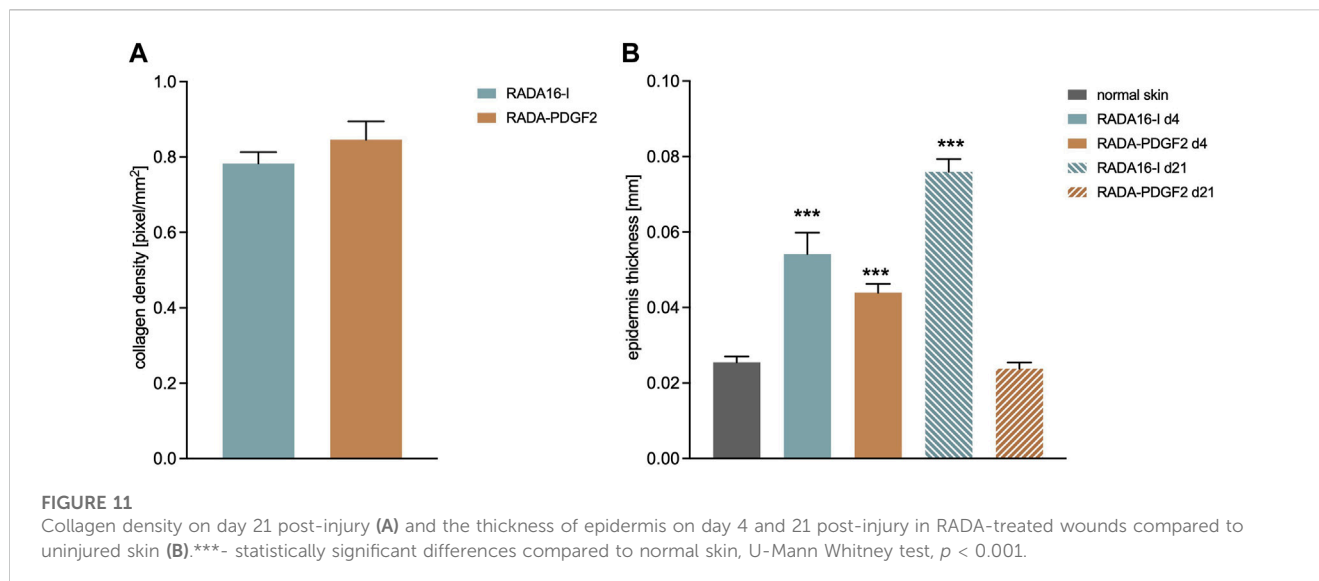 A
collagen density [pixel/mm²]
1.0
0.8
0.6
0.4
0.2
0.0
RADA16-I
RADA-PDGF2
B
epidermis thickness [mm]
0.10
0.08
0.06
0.04
0.02
0.00
***
***
***
normal skin
RADA16-I d4
RADA-PDGF2 d4
RADA16-I d21
RADA-PDGF2 d21
FIGURE 11
Collagen density on day 21 post-injury (A) and the thickness of epidermis on day 4 and 21 post-injury in RADA-treated wounds compared to
uninjured skin (B).***- statistically significant differences compared to normal skin, U-Mann Whitney test, p < 0.001.